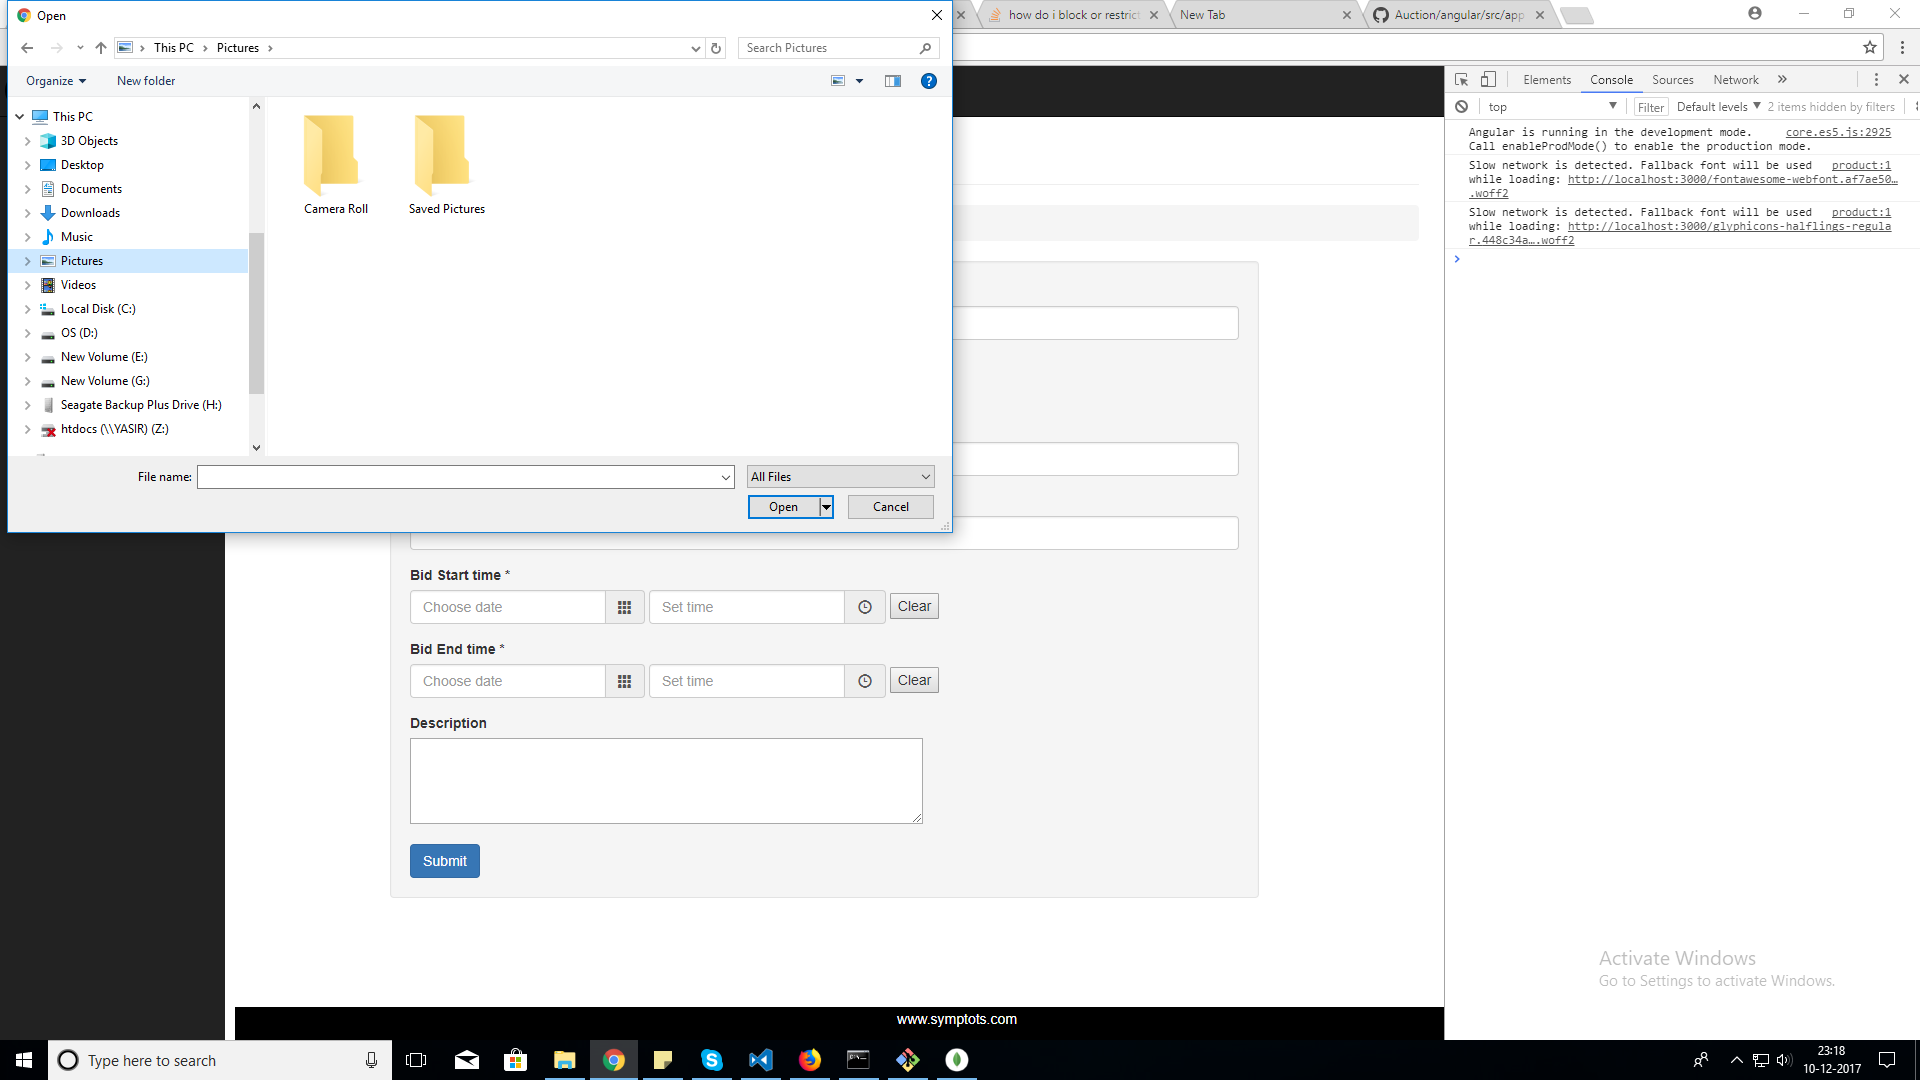 Open
how do i block or restric
New Tab
Auction/angular/src/app
This PC
Pictures
Search Pictures
Organize
New folder
This PC
3D Objects
Desktop
Documents
Downloads
Music
Pictures
Videos
Local Disk (C:)
OS (D:)
New Volume (E:)
New Volume (G:)
Seagate Backup Plus Drive (H:)
htdocs (\\YASIR) (Z:)
Camera Roll
Saved Pictures
File name:
All Files
Open
Cancel
Elements
Console
Sources
Network
top
Filter
Default levels
2 items hidden by filters
Angular is running in the development mode. core.es5.js:2925
Call enableProdMode() to enable the production mode.
Slow network is detected. Fallback font will be used product:1
while loading: http://localhost:3000/fontawesome-webfont.af7ae50…
.woff2
Slow network is detected. Fallback font will be used product:1
while loading: http://localhost:3000/glyphicons-halflings-regula
r.448c34a….woff2
Bid Start time *
Choose date
Set time
Clear
Bid End time *
Choose date
Set time
Clear
Description
Submit
Activate Windows
Go to Settings to activate Windows.
www.symptots.com
Type here to search
23:18
10-12-2017